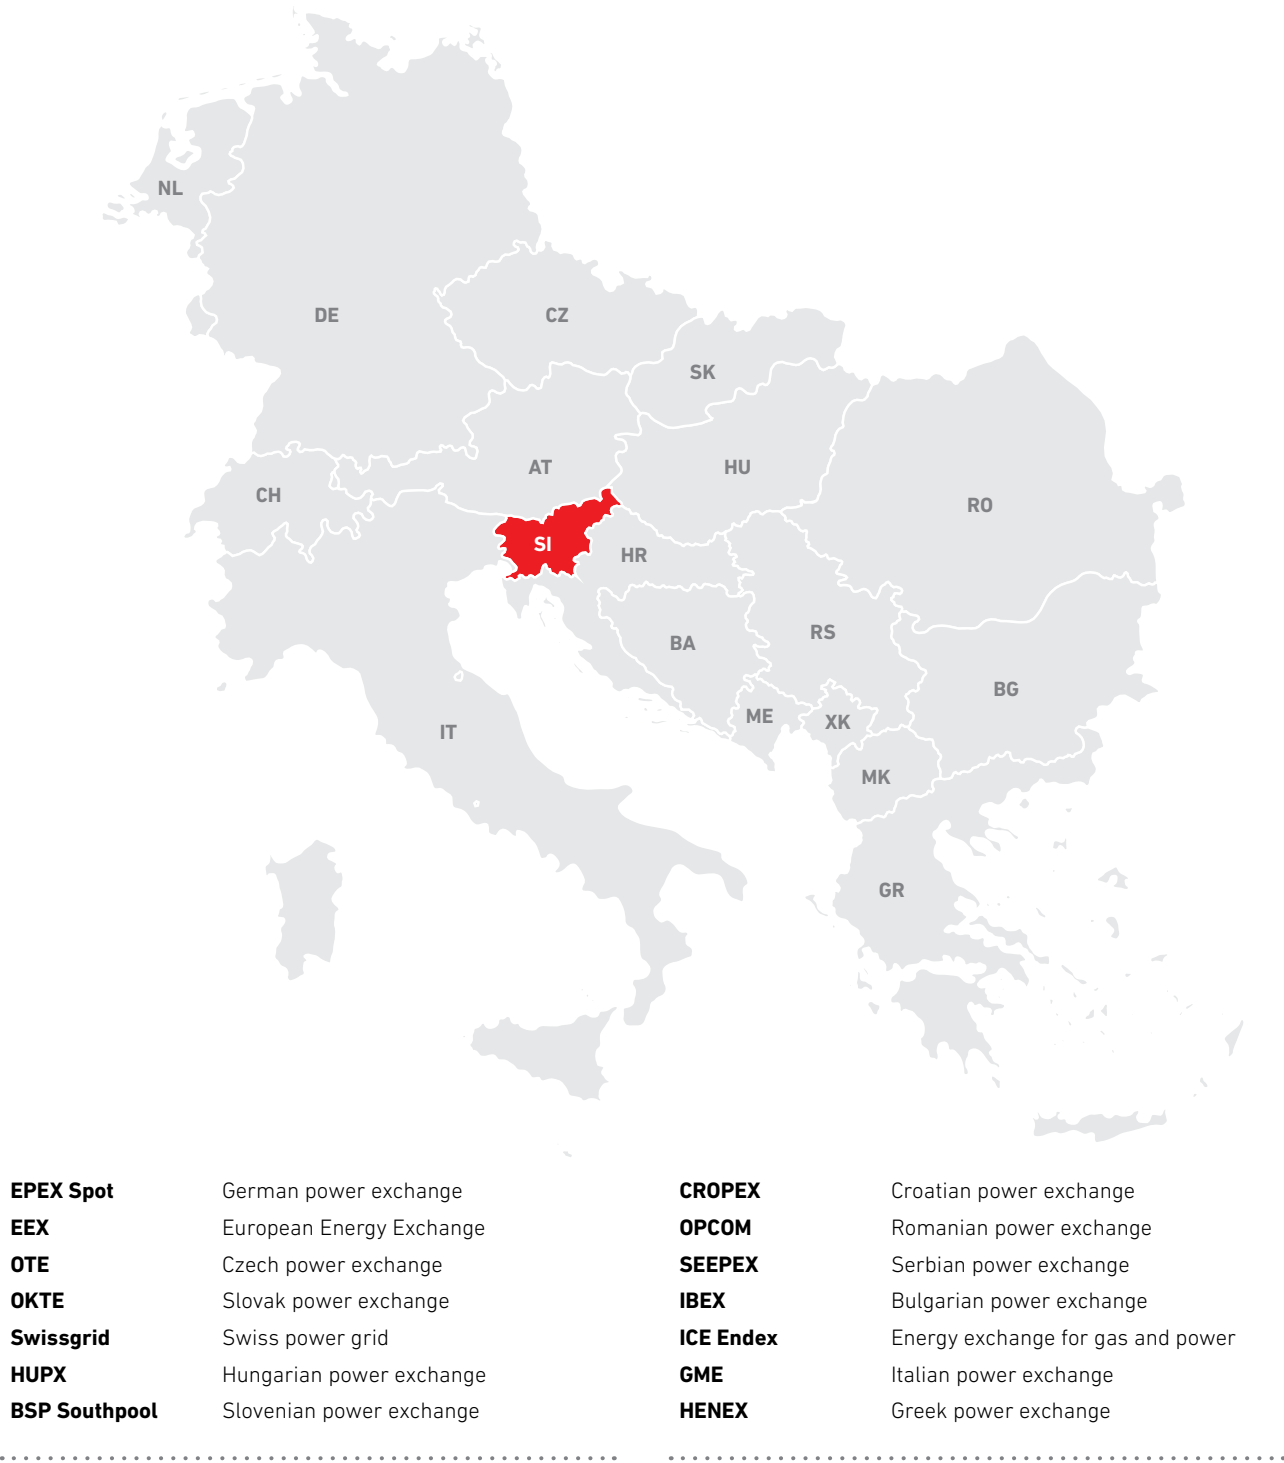 NL
DE
CZ
SK
AT
HU
CH
RO
SI
HR
RS
BA
BG
ME
XK
IT
MK
GR
EPEX Spot German power exchange
EEX European Energy Exchange
OTE Czech power exchange
OKTE Slovak power exchange
Swissgrid Swiss power grid
HUPX Hungarian power exchange
BSP Southpool Slovenian power exchange
CROPEX Croatian power exchange
OPCOM Romanian power exchange
SEEPEX Serbian power exchange
IBEX Bulgarian power exchange
ICE Endex Energy exchange for gas and power
GME Italian power exchange
HENEX Greek power exchange